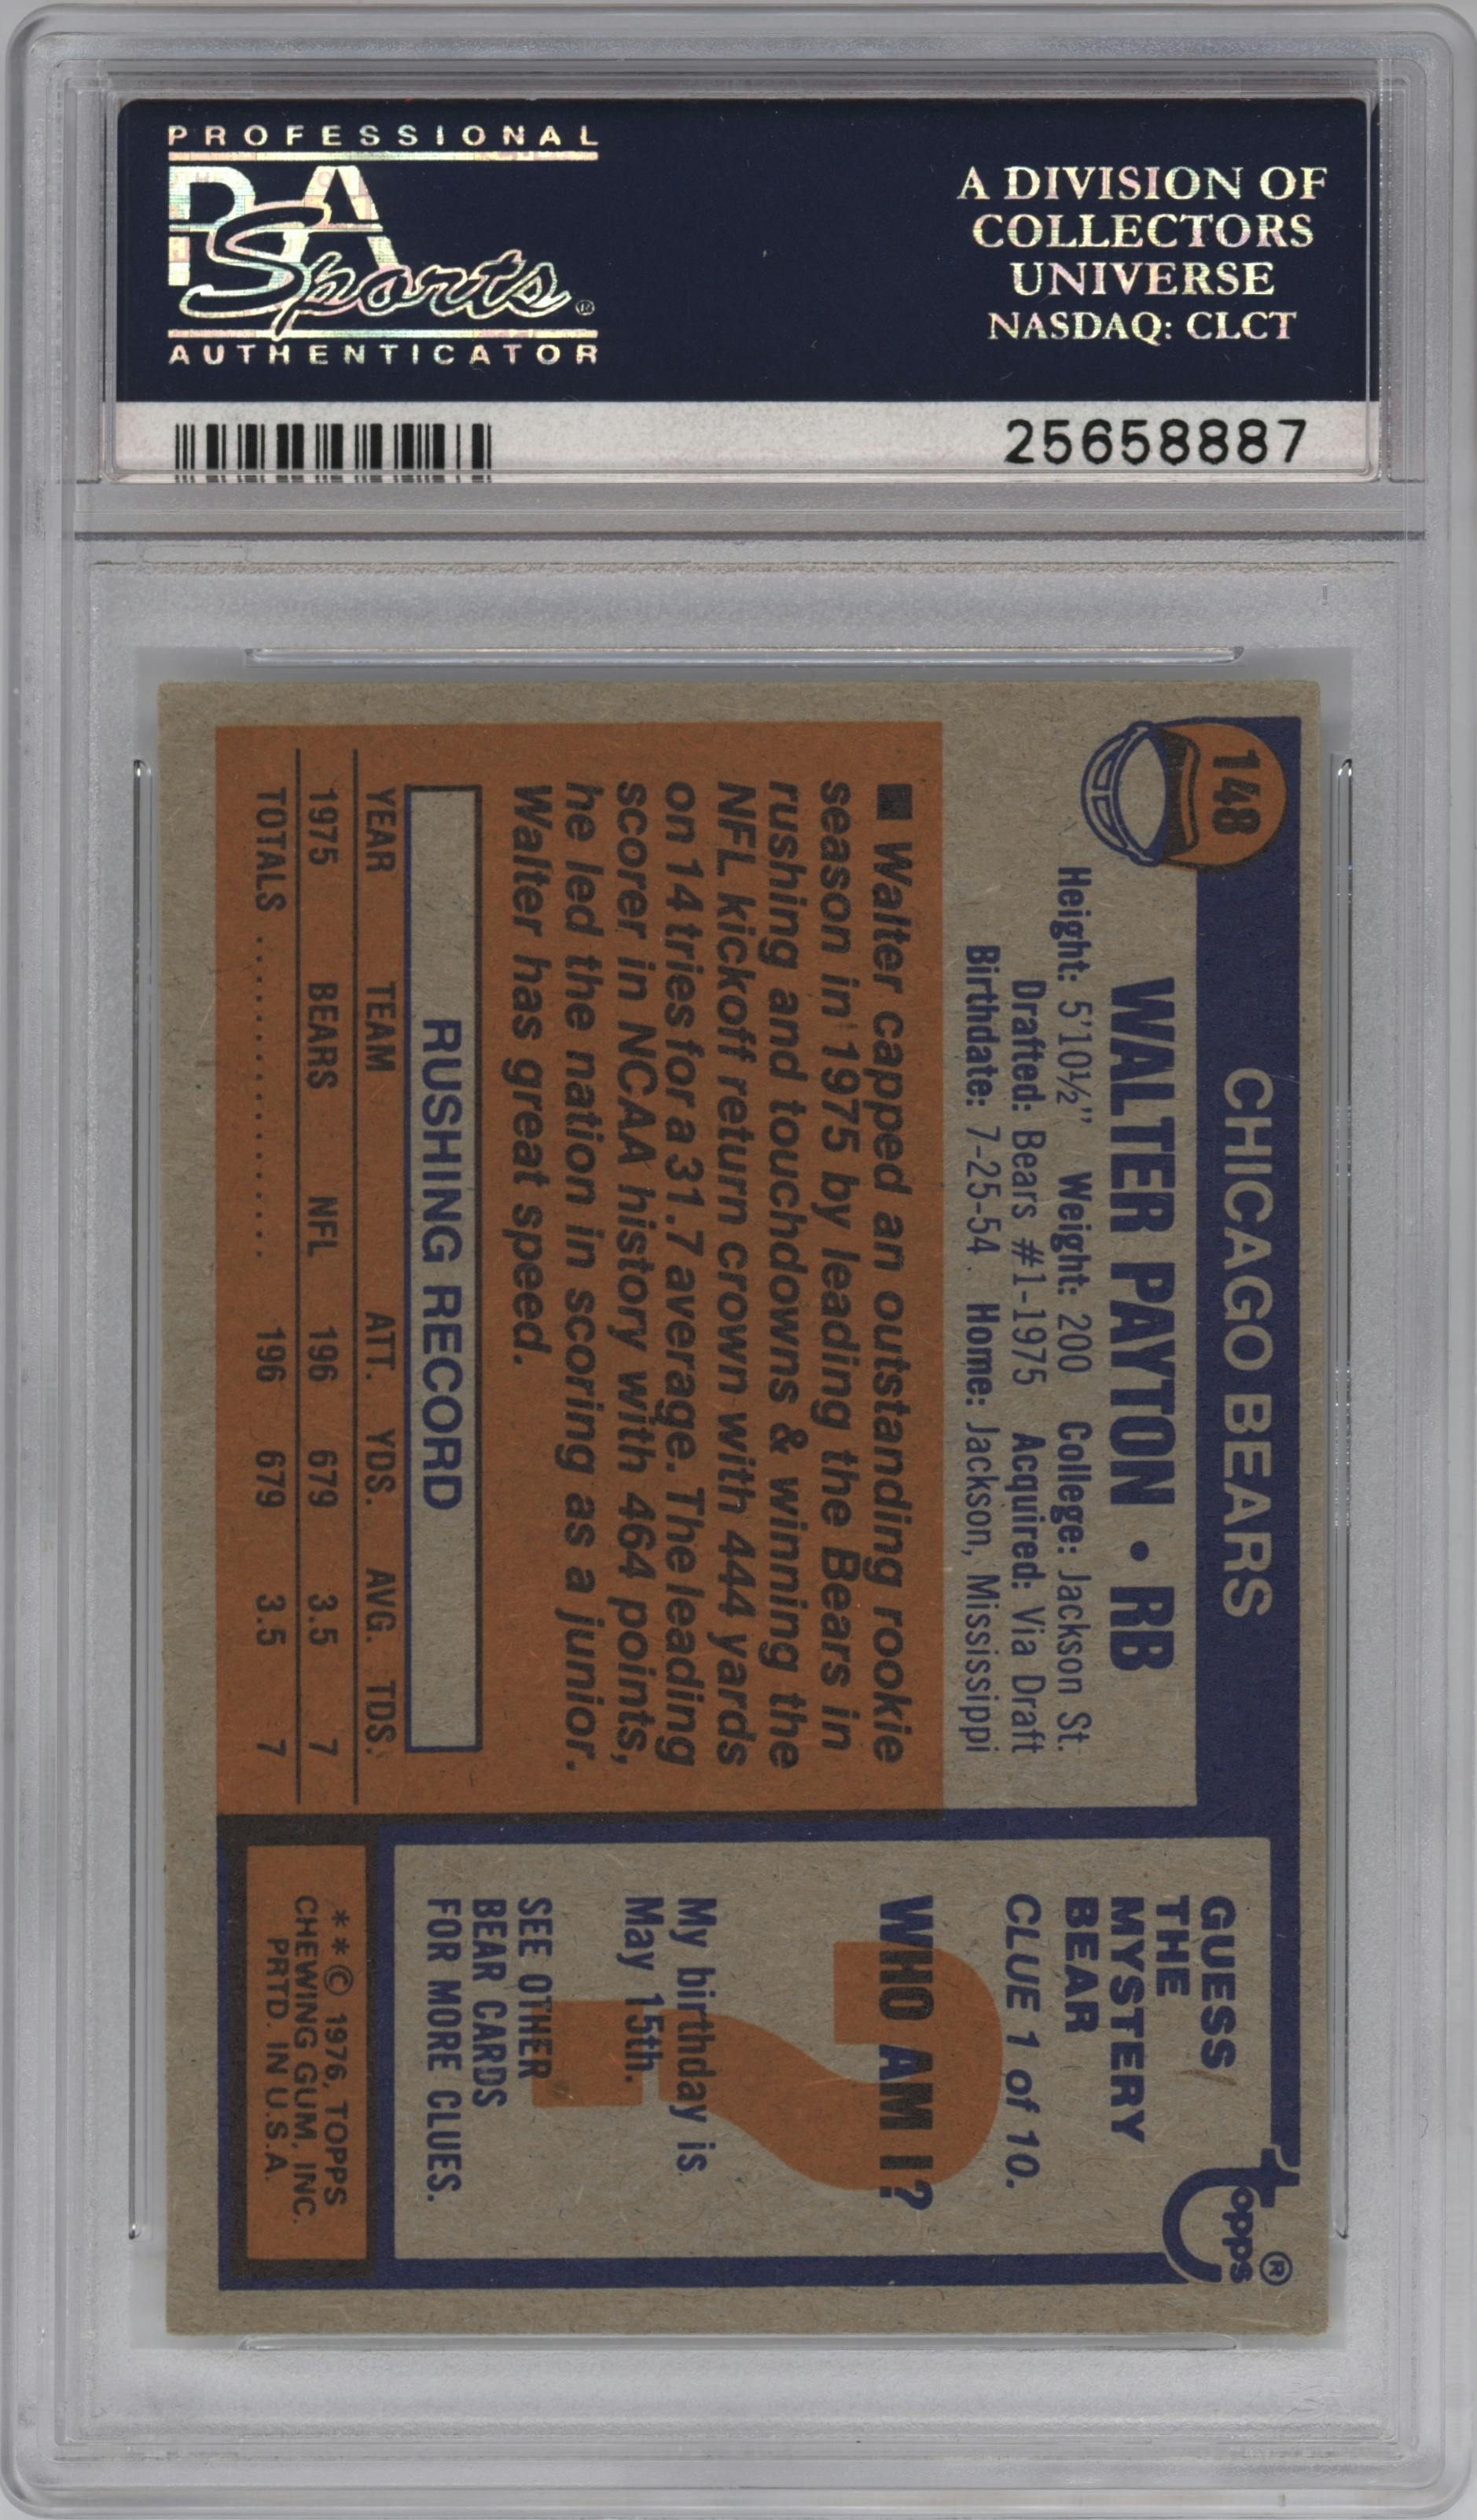 PROFESSIONAL
PSA
Sports®
AUTHENTICATOR
A DIVISION OF
COLLECTORS
UNIVERSE
NASDAQ: CLCT
25658887
148
CHICAGO BEARS
WALTER PAYTON • RB
Height: 5'10½" Weight: 200 College: Jackson St.
Drafted: Bears #1-1975 Acquired: Via Draft
Birthdate: 7-25-54 Home: Jackson, Mississippi
■ Walter capped an outstanding rookie
season in 1975 by leading the Bears in
rushing and touchdowns & winning the
NFL kickoff return crown with 444 yards
on 14 tries for a 31.7 average. The leading
scorer in NCAA history with 464 points,
he led the nation in scoring as a junior.
Walter has great speed.
RUSHING RECORD
YEAR TEAM ATT. YDS. AVG. TDS.
1975 BEARS NFL 196 679 3.5 7
TOTALS .................... 196 679 3.5 7
topps®
GUESS
THE
MYSTERY
BEAR
CLUE 1 of 10.
WHO AM I?
?
My birthday is
May 15th.
SEE OTHER
BEAR CARDS
FOR MORE CLUES.
**© 1976, TOPPS
CHEWING GUM, INC.
PRTD. IN U.S.A.